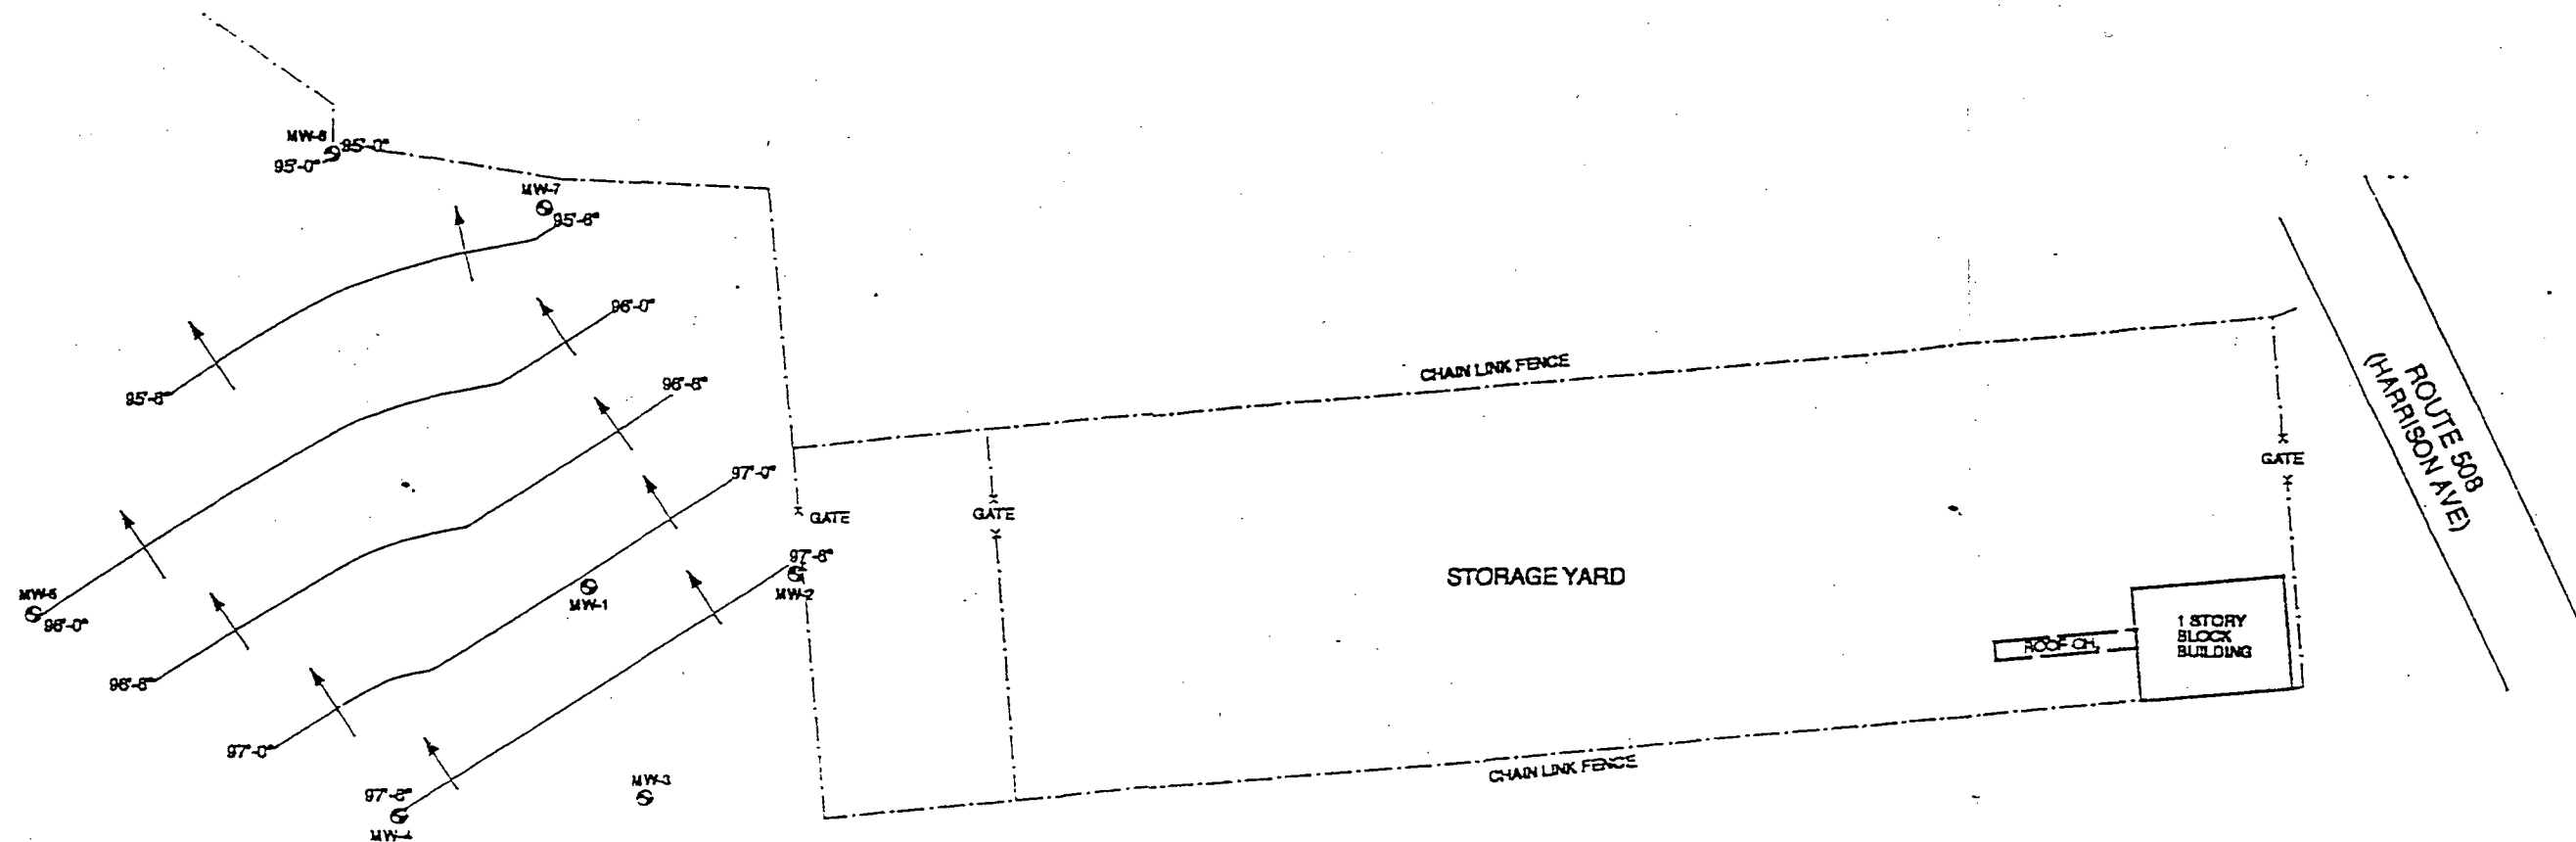 MW-6
95'-0"
95'-0"
MW-7
95'-6"
96'-0"
95'-6"
96'-6"
97'-0"
CHAIN LINK FENCE
ROUTE 508
(HARRISON AVE)
GATE
GATE
GATE
97'-6"
MW-2
MW-1
MW-5
96'-0"
STORAGE YARD
1 STORY
BLOCK
BUILDING
ROOF OH
96'-6"
97'-0"
CHAIN LINK FENCE
MW-3
97'-6"
MW-4